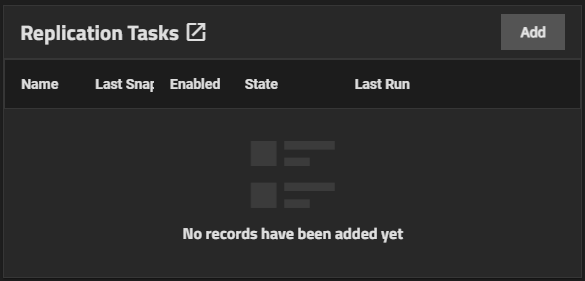 Replication Tasks
Add
Name Last Snap Enabled State Last Run
No records have been added yet